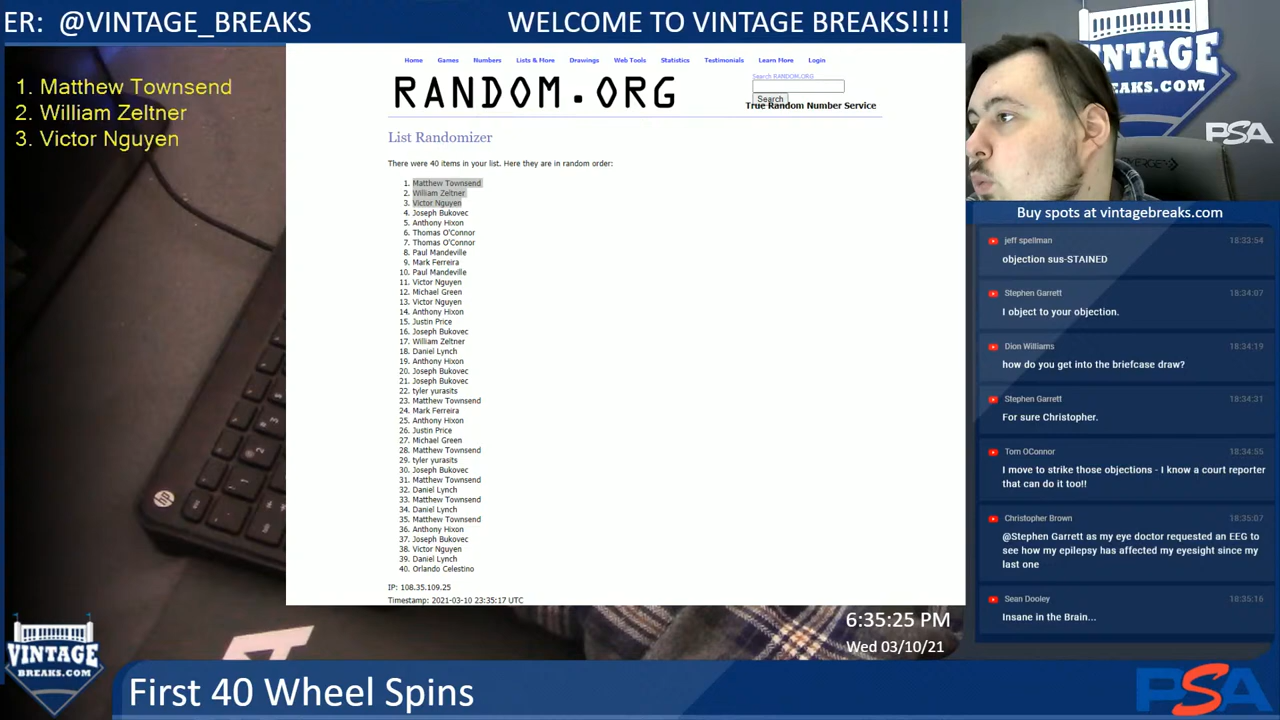 ER: @VINTAGE_BREAKS
WELCOME TO VINTAGE BREAKS!!!!
1. Matthew Townsend
2. William Zeltner
3. Victor Nguyen
Home Games Numbers Lists & More Drawings Web Tools Statistics Testimonials Learn More Login
RANDOM.ORG
Search RANDOM.ORG
Search
True Random Number Service
List Randomizer
There were 40 items in your list. Here they are in random order:
1. Matthew Townsend
2. William Zeltner
3. Victor Nguyen
4. Joseph Bukovec
5. Anthony Hixon
6. Thomas O'Connor
7. Thomas O'Connor
8. Paul Mandeville
9. Mark Ferreira
10. Paul Mandeville
11. Victor Nguyen
12. Michael Green
13. Victor Nguyen
14. Anthony Hixon
15. Justin Price
16. Joseph Bukovec
17. William Zeltner
18. Daniel Lynch
19. Anthony Hixon
20. Joseph Bukovec
21. Joseph Bukovec
22. tyler yurasits
23. Matthew Townsend
24. Mark Ferreira
25. Anthony Hixon
26. Justin Price
27. Michael Green
28. Matthew Townsend
29. tyler yurasits
30. Joseph Bukovec
31. Matthew Townsend
32. Daniel Lynch
33. Matthew Townsend
34. Daniel Lynch
35. Matthew Townsend
36. Anthony Hixon
37. Joseph Bukovec
38. Victor Nguyen
39. Daniel Lynch
40. Orlando Celestino
IP: 108.35.109.25
Timestamp: 2021-03-10 23:35:17 UTC
VINTAGE
BREAKS
PSA
Buy spots at vintagebreaks.com
jeff spellman 18:33:54
objection sus-STAINED
Stephen Garrett 18:34:07
I object to your objection.
Dion Williams 18:34:19
how do you get into the briefcase draw?
Stephen Garrett 18:34:31
For sure Christopher.
Tom OConnor 18:34:55
I move to strike those objections - I know a court reporter
that can do it too!!
Christopher Brown 18:35:07
@Stephen Garrett as my eye doctor requested an EEG to
see how my epilepsy has affected my eyesight since my
last one
Sean Dooley 18:35:16
Insane in the Brain...
6:35:25 PM
Wed 03/10/21
VINTAGE
BREAKS.COM
First 40 Wheel Spins
PSA